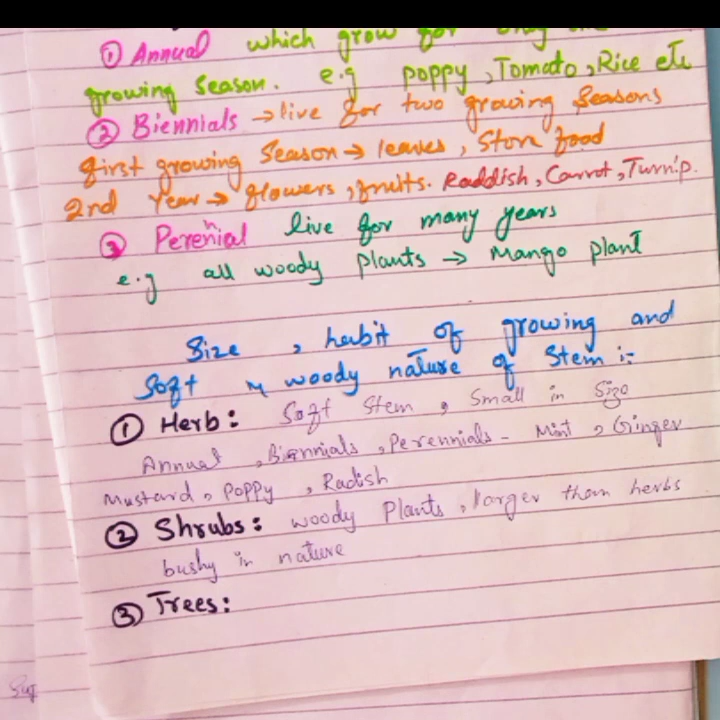 ① Annual which grow for only one
growing Season. e.g poppy, Tomato, Rice etc
② Biennials → live for two growing Seasons
first growing Season → leaves, Store food
2nd Year → flowers, fruits. Raddish, Carrot, Turnip.
③ Perennial live for many years
e.g all woody plants → Mango plant
Size, habit of growing and
Soft woody nature of Stem :-
① Herb: Soft Stem, Small in Size
Annual, Biennials, Perennials - Mint, Ginger
Mustard, Poppy, Radish
② Shrubs: woody Plants, larger than herbs
bushy in nature
③ Trees: